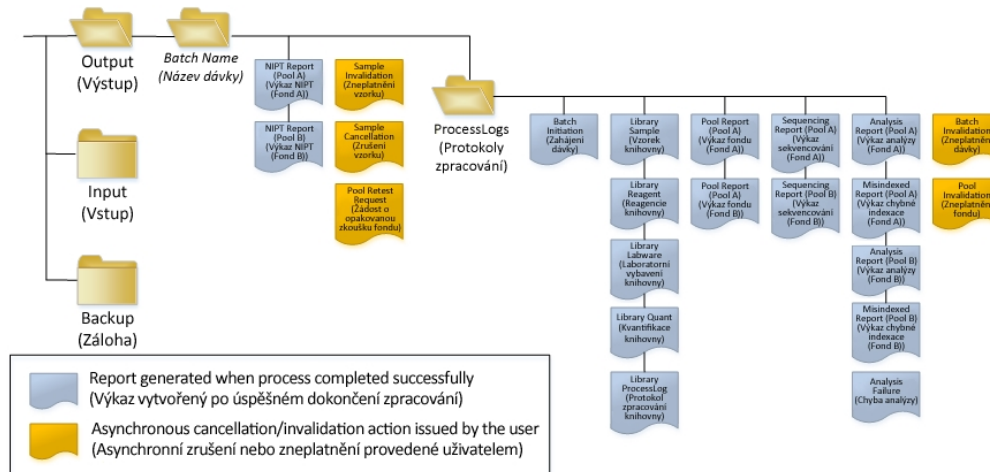 Output
(Výstup)
Batch Name
(Název dávky)
Input
(Vstup)
Backup
(Záloha)
NIPT Report
(Pool A)
(Výkaz NIPT
(Fond A))
NIPT Report
(Pool B)
(Výkaz NIPT
(Fond B))
Sample
Invalidation
(Zneplatnění
vzorku)
Sample
Cancellation
(Zrušení
vzorku)
Pool Retest
Request
(Žádost o
opakovanou
zkoušku fondu)
ProcessLogs
(Protokoly
zpracování)
Batch
Initiation
(Zahájení
dávky)
Library
Sample
(Vzorek
knihovny)
Library
Reagent
(Reagencie
knihovny)
Library
Labware
(Laboratorní
vybavení
knihovny)
Library Quant
(Kvantifikace
knihovny)
Library
ProcessLog
(Protokol
zpracování
knihovny)
Pool Report
(Pool A)
(Výkaz fondu
(Fond A))
Pool Report
(Pool B)
(Výkaz fondu
(Fond B))
Sequencing
Report (Pool A)
(Výkaz
sekvencování
(Fond A))
Sequencing
Report (Pool B)
(Výkaz
sekvencování
(Fond B))
Analysis
Report (Pool A)
(Výkaz analýzy
(Fond A))
Misindexed
Report (Pool A)
(Výkaz chybné
indexace
(Fond A))
Analysis
Report (Pool B)
(Výkaz analýzy
(Fond B))
Misindexed
Report (Pool B)
(Výkaz chybné
indexace
(Fond B))
Analysis
Failure
(Chyba analýzy)
Batch
Invalidation
(Zneplatnění
dávky)
Pool
Invalidation
(Zneplatnění
fondu)
Report generated when process completed successfully
(Výkaz vytvořený po úspěšném dokončení zpracování)
Asynchronous cancellation/invalidation action issued by the user
(Asynchronní zrušení nebo zneplatnění provedené uživatelem)